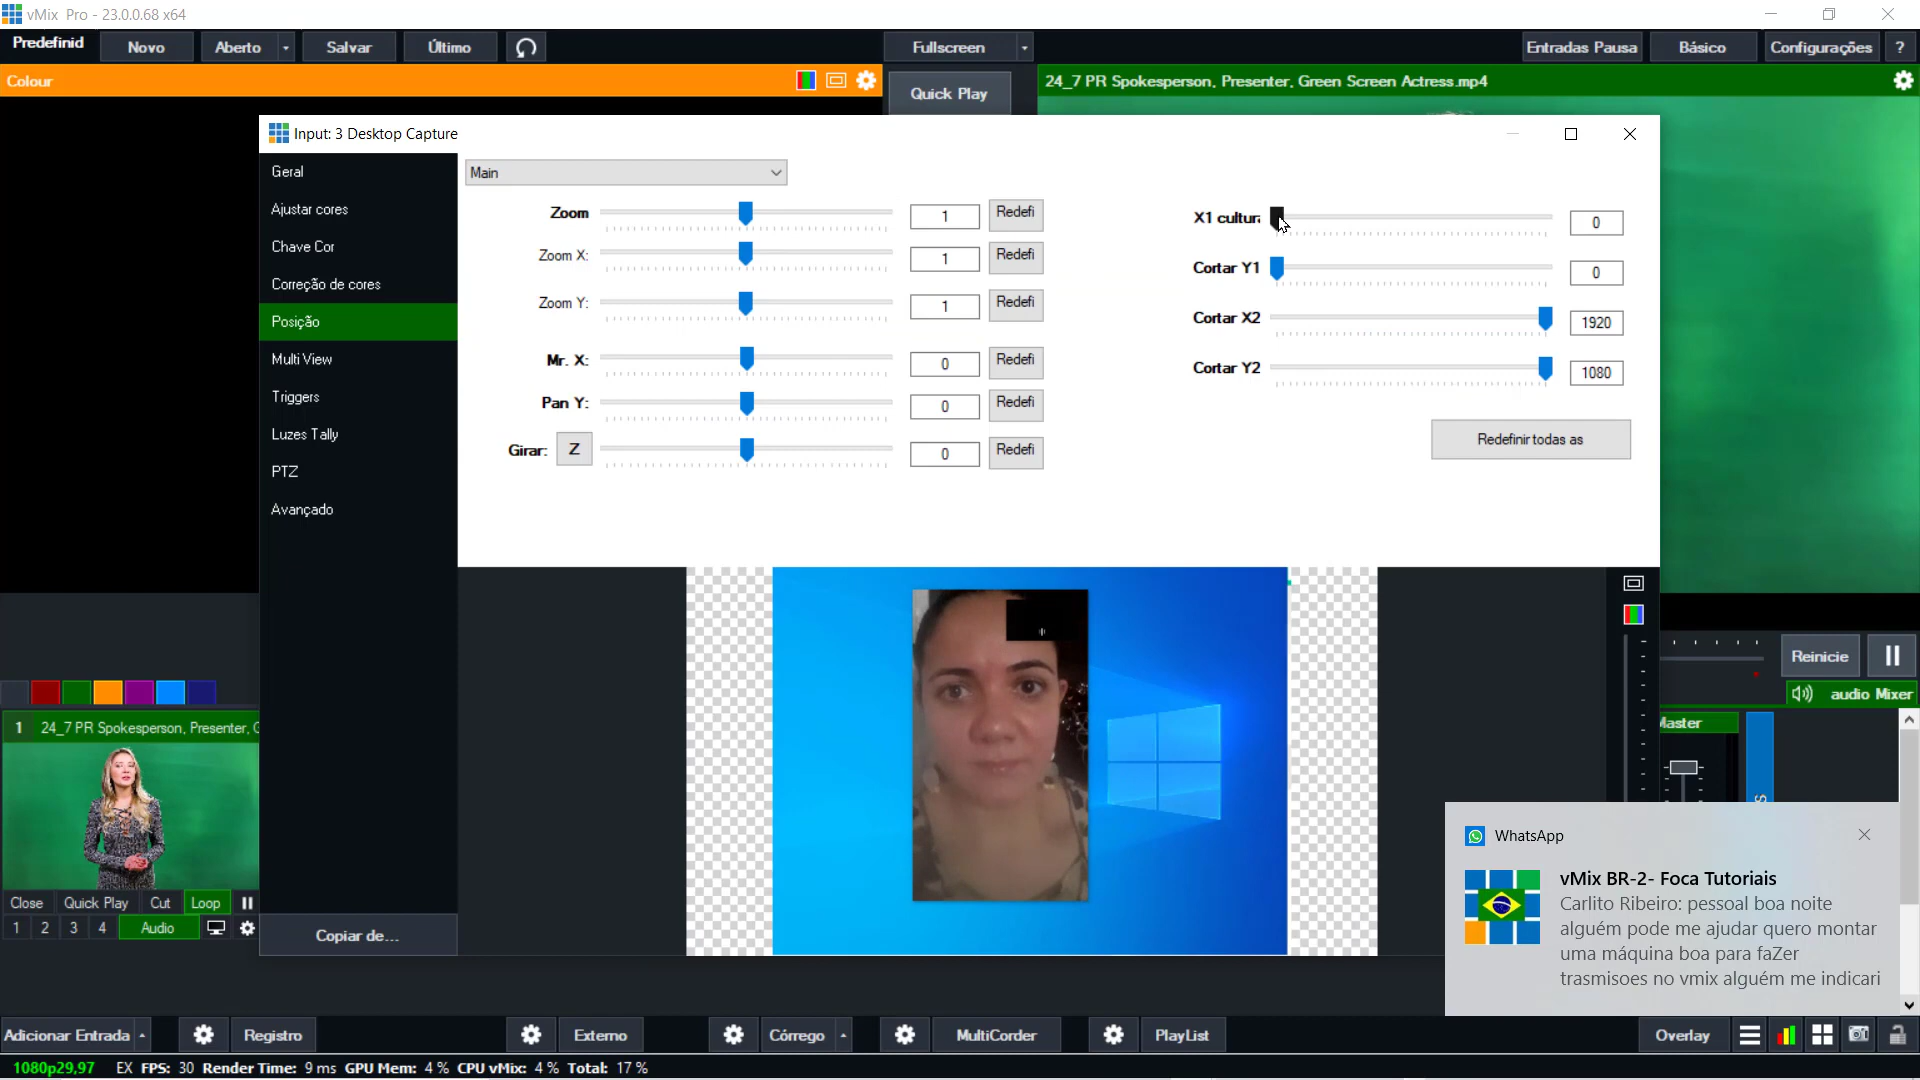 vMix Pro - 23.0.0.68 x64
Predefinid
Novo
Aberto
Salvar
Último
Fullscreen
Entradas Pausa
Básico
Configurações
?
Colour
Quick Play
24_7 PR Spokesperson, Presenter, Green Screen Actress.mp4
Input: 3 Desktop Capture
Geral
Ajustar cores
Chave Cor
Correção de cores
Posição
Multi View
Triggers
Luzes Tally
PTZ
Avançado
Copiar de...
Main
Zoom
1
Redefi
Zoom X:
1
Redefi
Zoom Y:
1
Redefi
Mr. X:
0
Redefi
Pan Y:
0
Redefi
Girar:
Z
0
Redefi
X1 cultura
0
Cortar Y1
0
Cortar X2
1920
Cortar Y2
1080
Redefinir todas as
Reinicie
audio Mixer
Master
S
1
24_7 PR Spokesperson, Presenter, G
Close
Quick Play
Cut
Loop
1
2
3
4
Audio
WhatsApp
vMix BR-2- Foca Tutoriais
Carlito Ribeiro: pessoal boa noite
alguém pode me ajudar quero montar
uma máquina boa para faZer
trasmisoes no vmix alguém me indicari
Adicionar Entrada
Registro
Externo
Córrego
MultiCorder
PlayList
Overlay
1080p29,97
EX FPS: 30 Render Time: 9 ms GPU Mem: 4 % CPU vMix: 4 % Total: 17 %